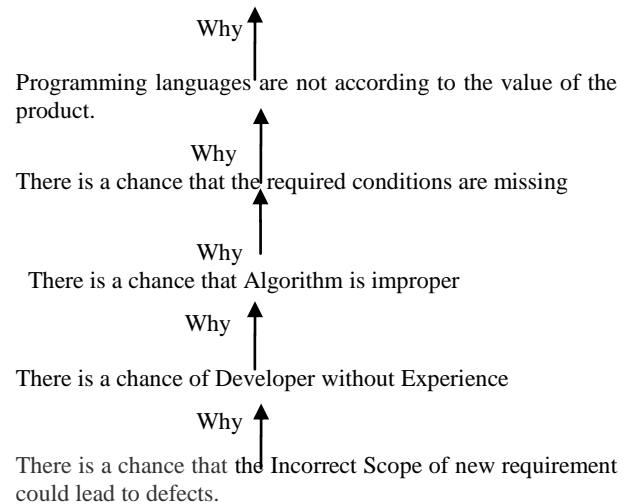 Why
Programming languages are not according to the value of the
product.
Why
There is a chance that the required conditions are missing
Why
There is a chance that Algorithm is improper
Why
There is a chance of Developer without Experience
Why
There is a chance that the Incorrect Scope of new requirement
could lead to defects.